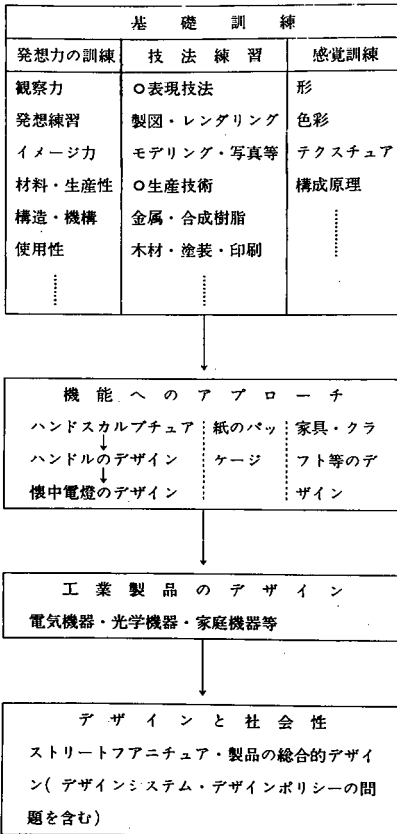 基礎訓練
発想力の訓練 技法練習 感覚訓練
観察力 ○表現技法 形
発想練習 製図・レンダリング 色彩
イメージ力 モデリング・写真等 テクスチュア
材料・生産性 ○生産技術 構成原理
構造・機構 金属・合成樹脂
使用性 木材・塗装・印刷
機能へのアプローチ
ハンドスカルプチュア 紙のパッ 家具・クラ
ハンドルのデザイン ケージ フト等のデ
懐中電燈のデザイン ザイン
工業製品のデザイン
電気機器・光学機器・家庭機器等
デザインと社会性
ストリートフアニチュア・製品の総合的デザイ
ン(デザインシステム・デザインポリシーの問
題を含む)